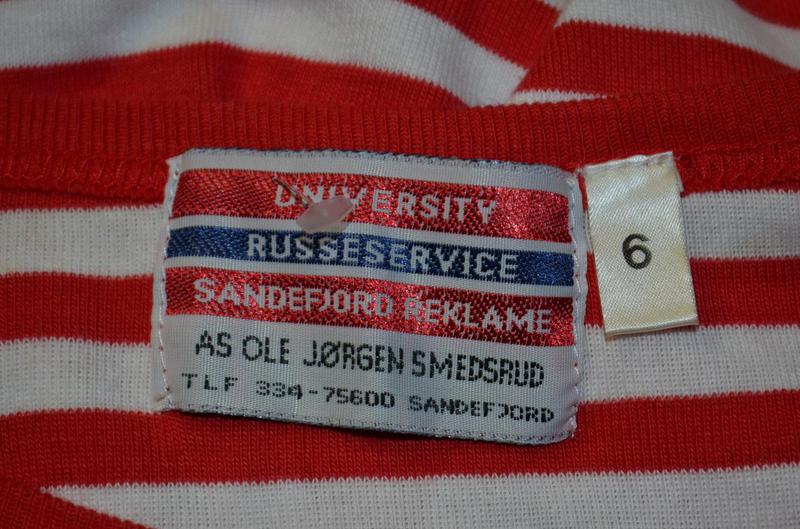 UNIVERSITY
RUSSESERVICE
SANDEFJORD REKLAME
AS OLE JØRGEN SMEDSRUD
TLF 334-75600 SANDEFJORD
6